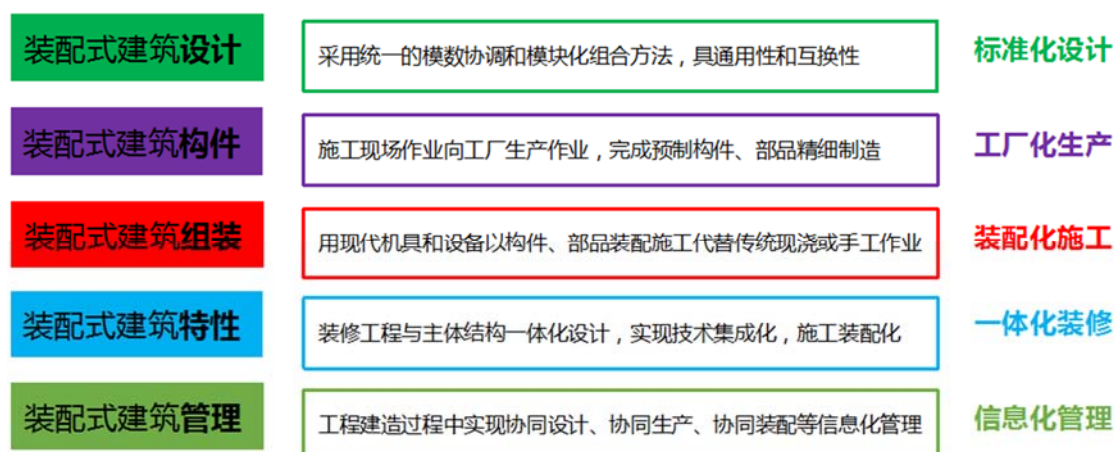 装配式建筑设计
采用统一的模数协调和模块化组合方法，具通用性和互换性
标准化设计
装配式建筑构件
施工现场作业向工厂生产作业，完成预制构件、部品精细制造
工厂化生产
装配式建筑组装
用现代机具和设备以构件、部品装配施工代替传统现浇或手工作业
装配化施工
装配式建筑特性
装修工程与主体结构一体化设计，实现技术集成化，施工装配化
一体化装修
装配式建筑管理
工程建造过程中实现协同设计、协同生产、协同装配等信息化管理
信息化管理